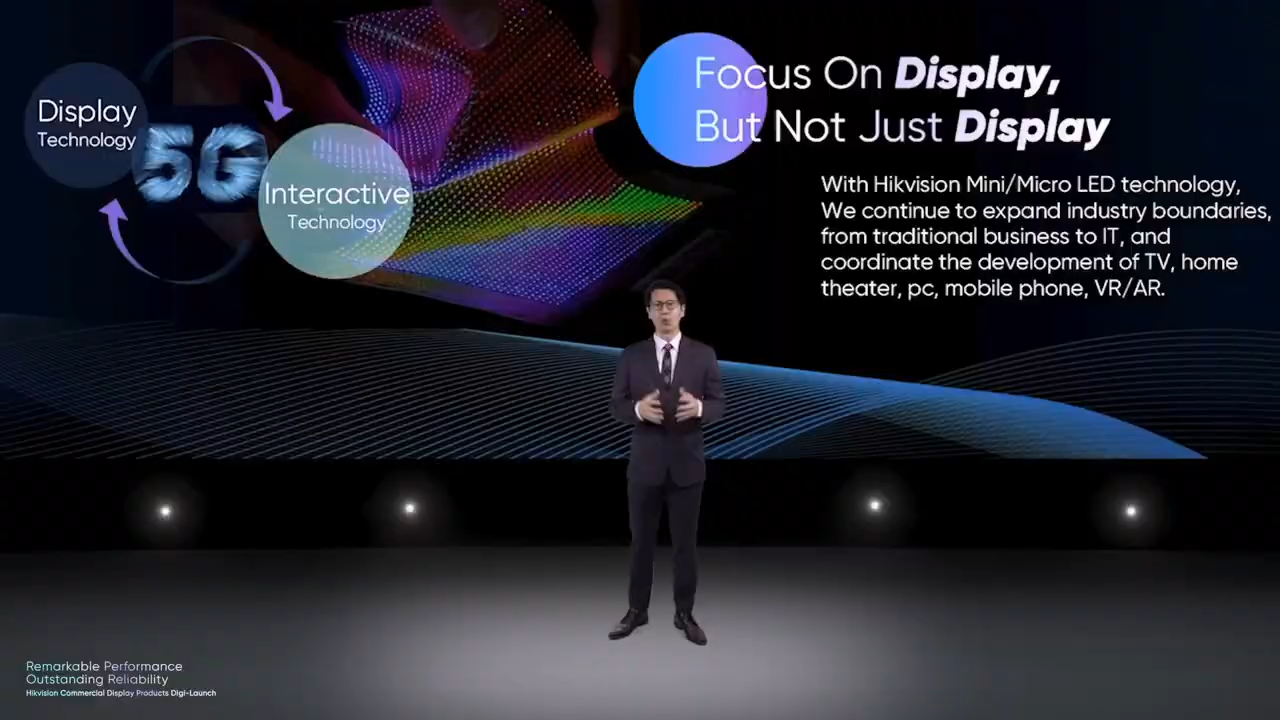 Display
Technology
5G
Interactive
Technology
Focus On Display,
But Not Just Display
With Hikvision Mini/Micro LED technology,
We continue to expand industry boundaries,
from traditional business to IT, and
coordinate the development of TV, home
theater, pc, mobile phone, VR/AR.
Remarkable Performance
Outstanding Reliability
Hikvision Commercial Display Products Digi-Launch